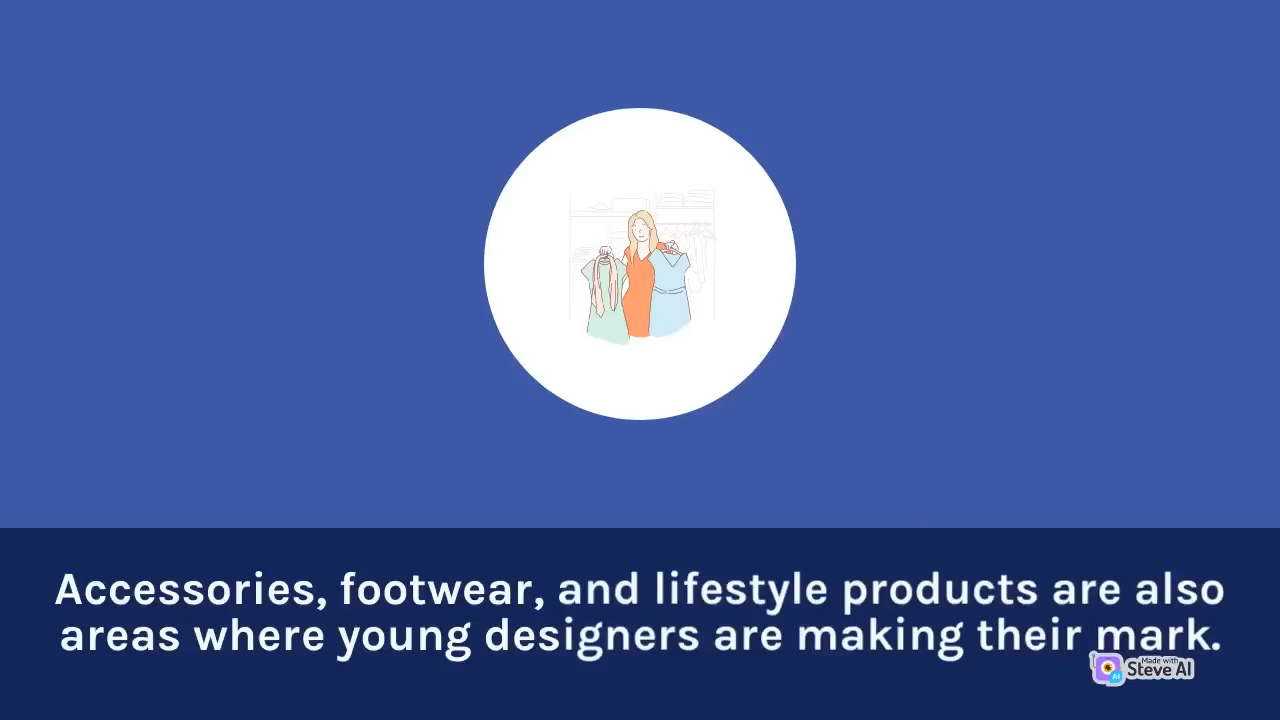 Accessories, footwear, and lifestyle products are also
areas where young designers are making their mark.
Made with
Steve AI
AI